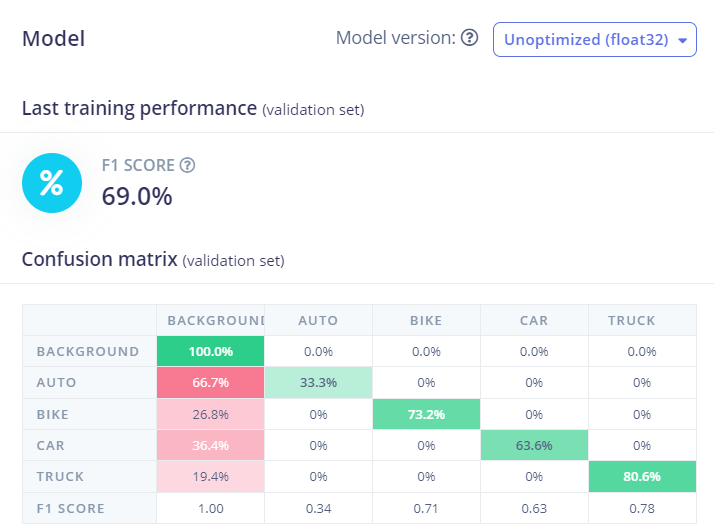 Model
Model version: ? Unoptimized (float32)
Last training performance (validation set)
%
F1 SCORE ?
69.0%
Confusion matrix (validation set)
BACKGROUND AUTO BIKE CAR TRUCK
BACKGROUND 100.0% 0.0% 0.0% 0.0% 0.0%
AUTO 66.7% 33.3% 0% 0% 0%
BIKE 26.8% 0% 73.2% 0% 0%
CAR 36.4% 0% 0% 63.6% 0%
TRUCK 19.4% 0% 0% 0% 80.6%
F1 SCORE 1.00 0.34 0.71 0.63 0.78